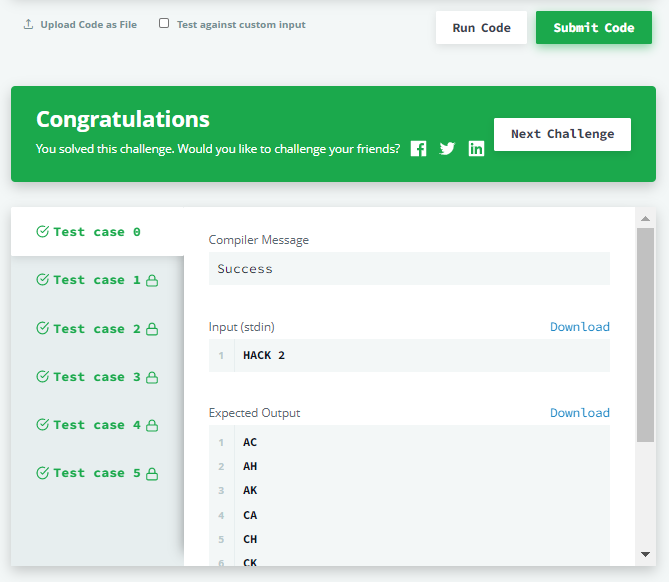 Upload Code as File
Test against custom input
Run Code
Submit Code
Congratulations
You solved this challenge. Would you like to challenge your friends?
Next Challenge
Test case 0
Test case 1
Test case 2
Test case 3
Test case 4
Test case 5
Compiler Message
Success
Input (stdin)
Download
1 HACK 2
Expected Output
Download
1 AC
2 AH
3 AK
4 CA
5 CH
6 CK